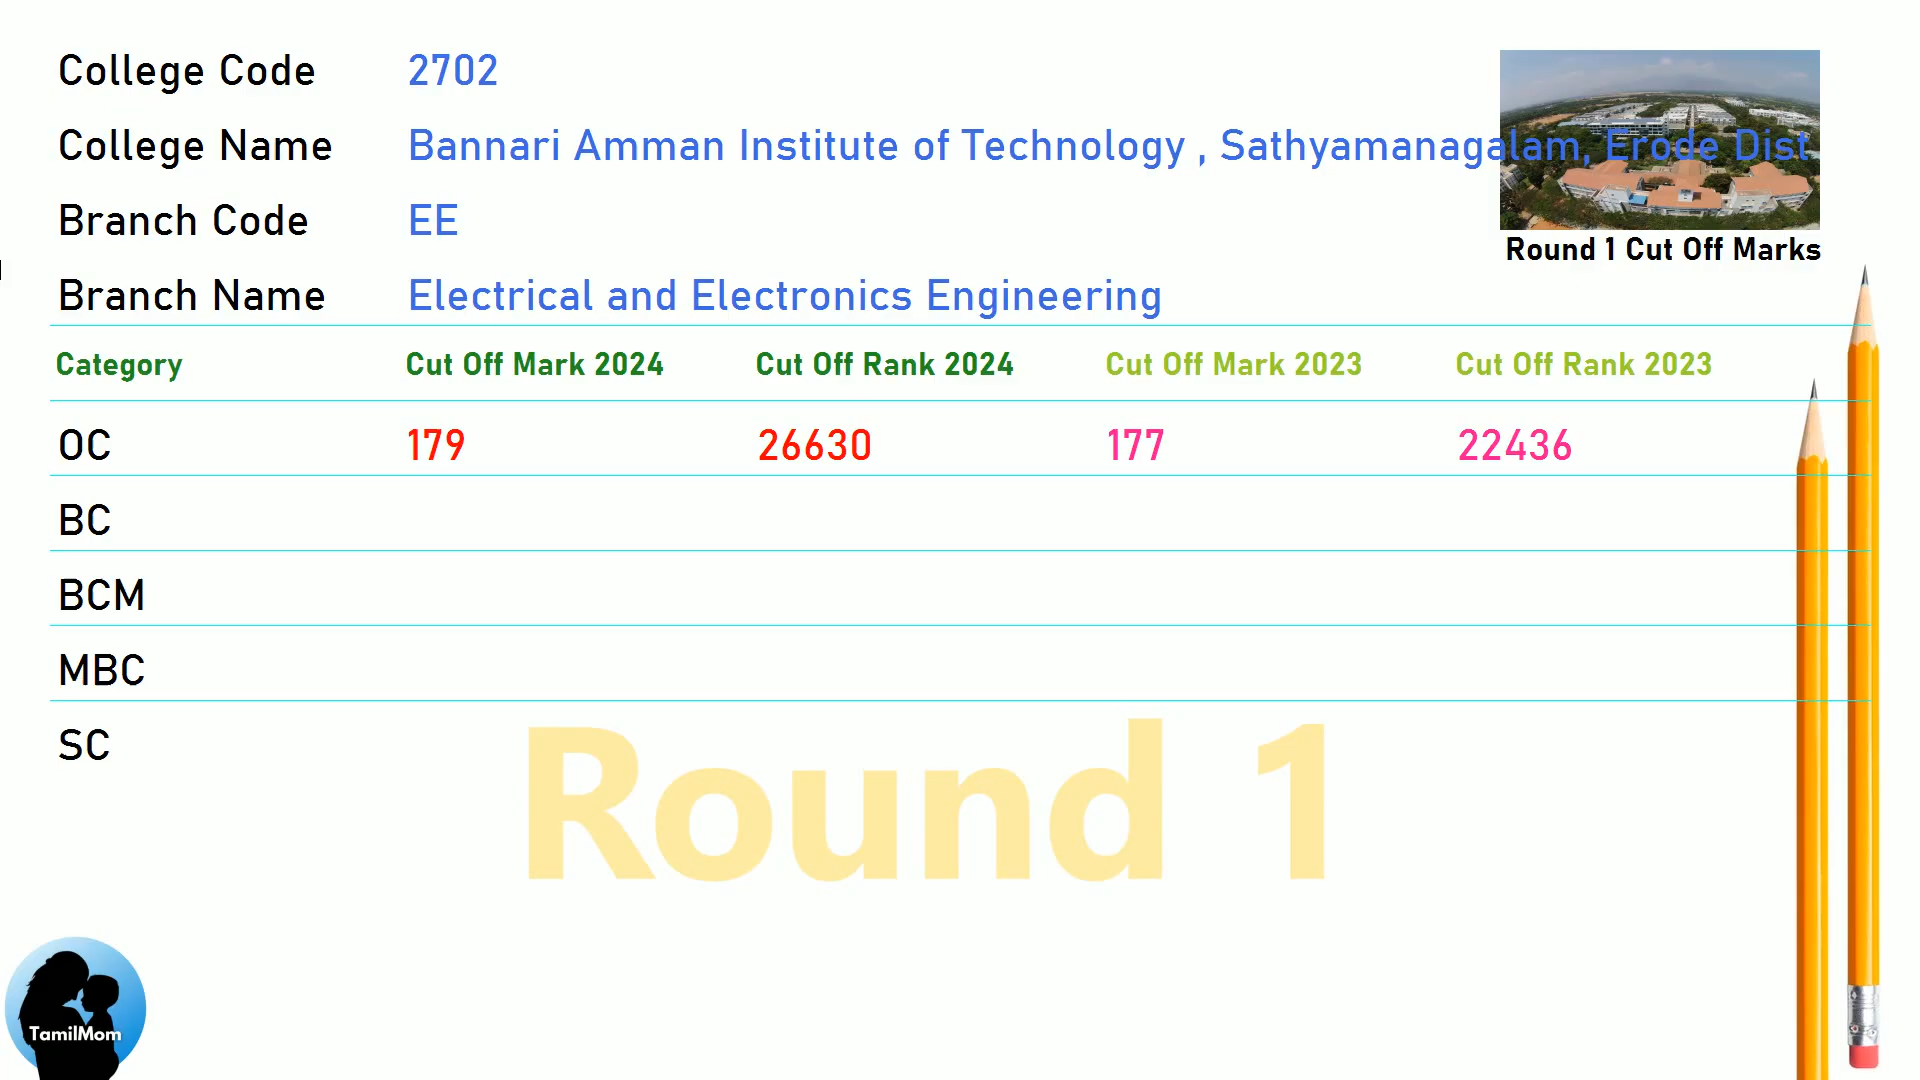 College Code 2702
College Name Bannari Amman Institute of Technology , Sathyamanagalam, Erode Dist
Branch Code EE
Round 1 Cut Off Marks
Branch Name Electrical and Electronics Engineering
Category Cut Off Mark 2024 Cut Off Rank 2024 Cut Off Mark 2023 Cut Off Rank 2023
OC 179 26630 177 22436
BC
BCM
MBC
SC
Round 1
TamilMom